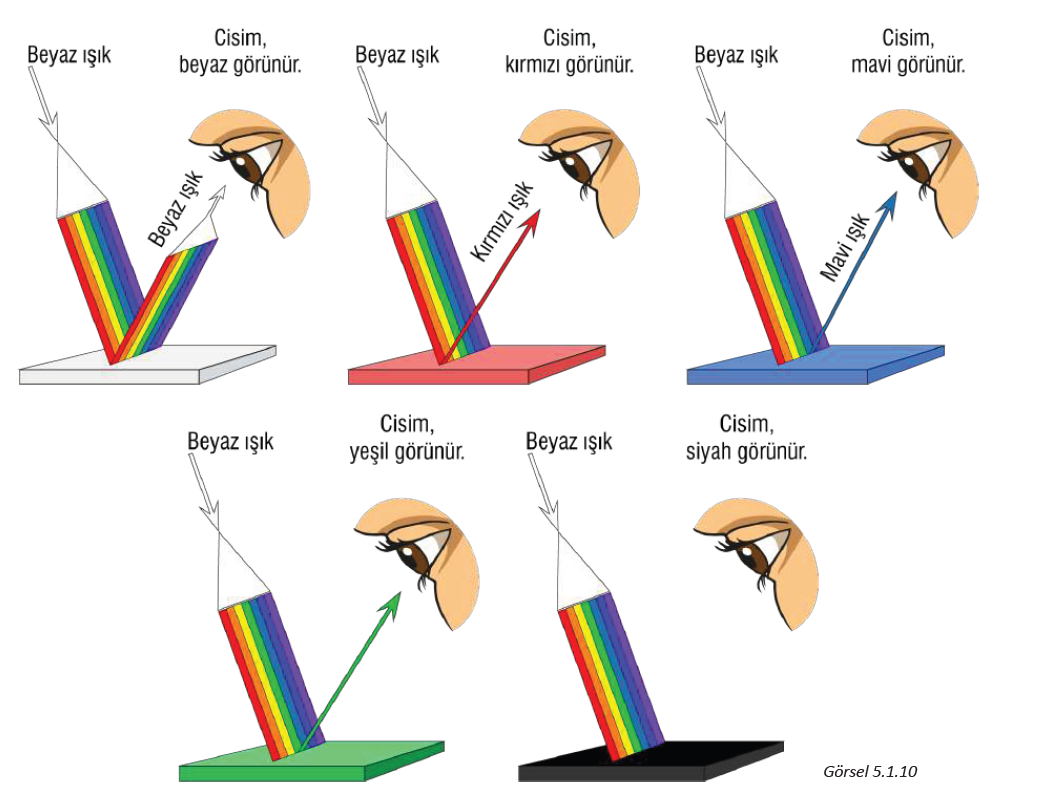 Beyaz ışık
Cisim,
beyaz görünür.
Beyaz ışık
Beyaz ışık
Cisim,
kırmızı görünür.
Kırmızı ışık
Beyaz ışık
Cisim,
mavi görünür.
Mavi ışık
Beyaz ışık
Cisim,
yeşil görünür.
Beyaz ışık
Cisim,
siyah görünür.
Görsel 5.1.10